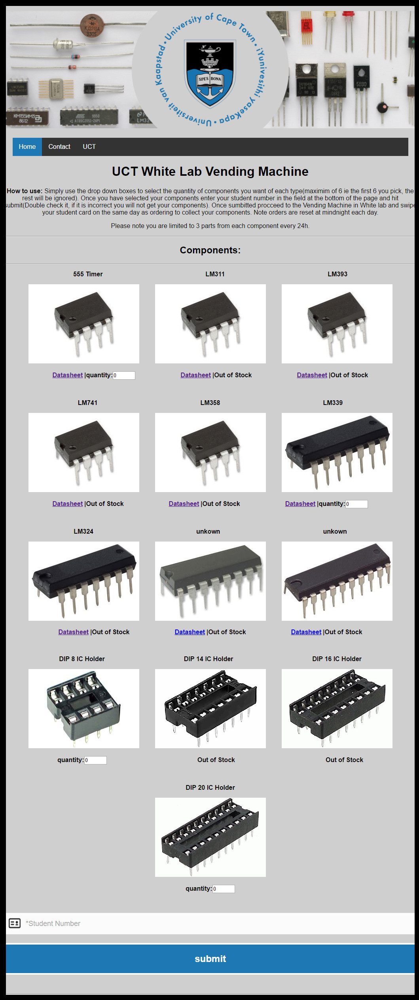 КД213А
9305
University of Cape Town • iYunivesithi yaseKapa • Universiteit van Kaapstad •
SPES BONA
LM358N
IRF9540N
IOR 103E
90 13
5BB0
КМ155ИМ3
8612
ATMEL 9950
AT89C2051-24PI
LM32
Home Contact UCT
UCT White Lab Vending Machine
How to use: Simply use the drop down boxes to select the quantity of components you want of each type(maximim of 6 ie the first 6 you pick, the
rest will be ignored). Once you have selected your components enter your student number in the field at the bottom of the page and hit
submit(Double check it, if it is incorrect you will not get your components). Once sumbitted procceed to the Vending Machine in White lab and swipe
your student card on the same day as ordering to collect your components. Note orders are reset at mindnight each day.
Please note you are limited to 3 parts from each component every 24h.
Components:
555 Timer LM311 LM393
Datasheet |quantity:0 Datasheet |Out of Stock Datasheet |Out of Stock
LM741 LM358 LM339
Datasheet |Out of Stock Datasheet |Out of Stock Datasheet |quantity:0
LM324 unkown unkown
Datasheet |Out of Stock Datasheet |Out of Stock Datasheet |Out of Stock
DIP 8 IC Holder DIP 14 IC Holder DIP 16 IC Holder
quantity:0 Out of Stock Out of Stock
DIP 20 IC Holder
quantity:0
*Student Number
submit